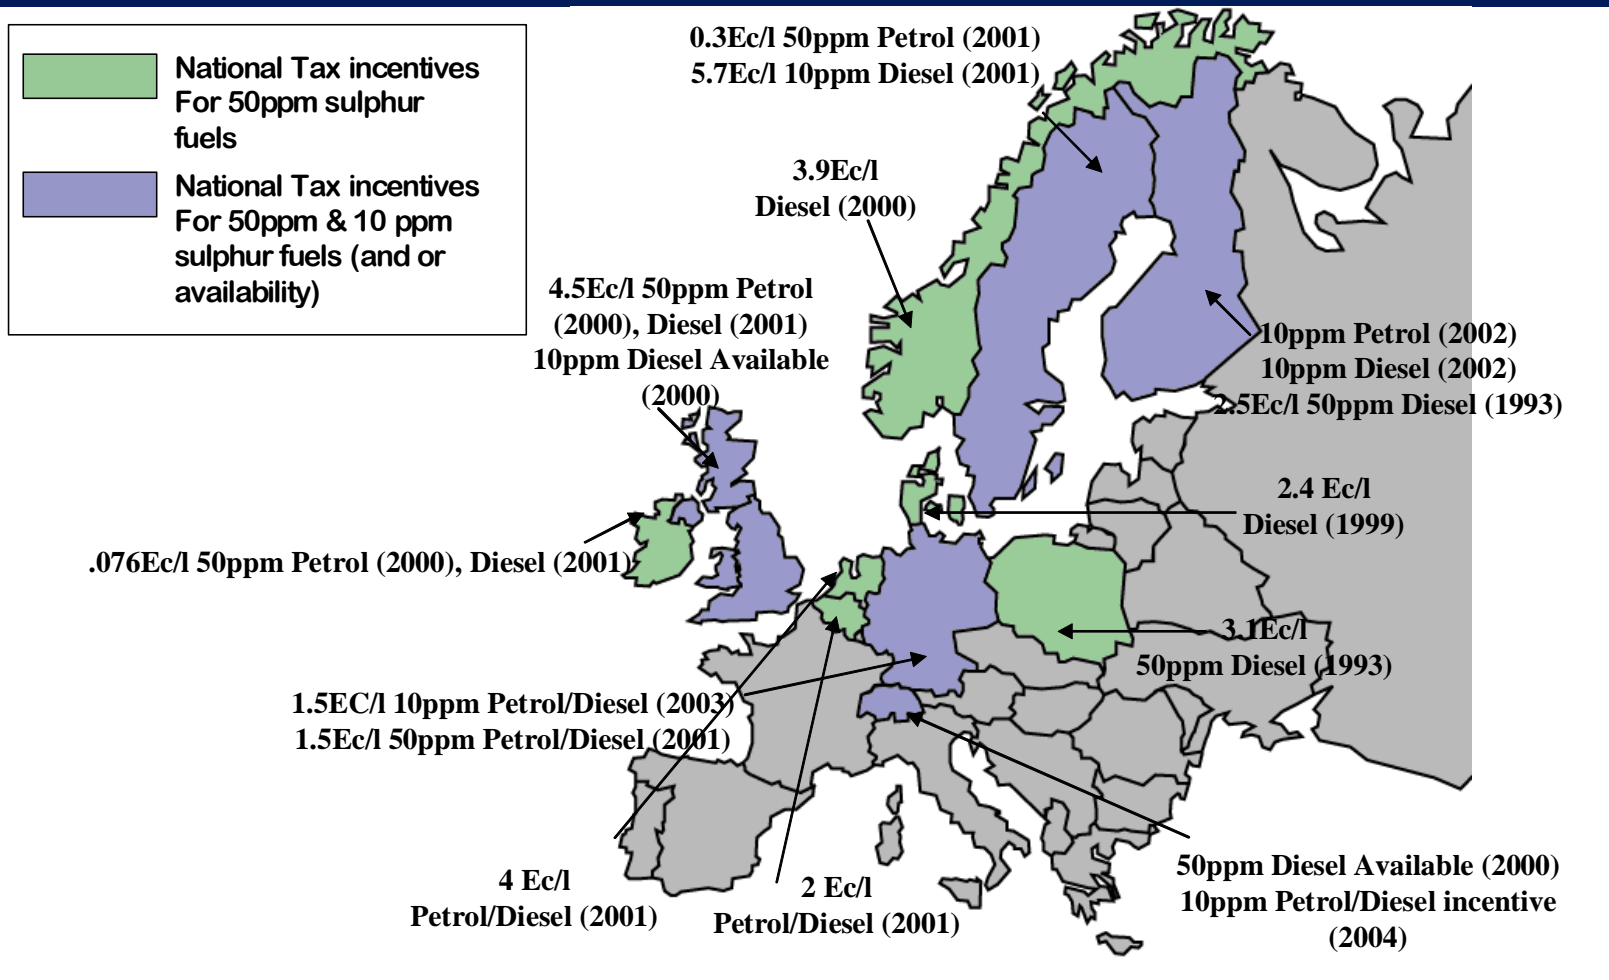 National Tax incentives
For 50ppm sulphur
fuels
National Tax incentives
For 50ppm & 10 ppm
sulphur fuels (and or
availability)
0.3Ec/l 50ppm Petrol (2001)
5.7Ec/l 10ppm Diesel (2001)
3.9Ec/l
Diesel (2000)
4.5Ec/l 50ppm Petrol
(2000), Diesel (2001)
10ppm Diesel Available
(2000)
10ppm Petrol (2002)
10ppm Diesel (2002)
2.5Ec/l 50ppm Diesel (1993)
2.4 Ec/l
Diesel (1999)
.076Ec/l 50ppm Petrol (2000), Diesel (2001)
3.1Ec/l
50ppm Diesel (1993)
1.5EC/l 10ppm Petrol/Diesel (2003)
1.5Ec/l 50ppm Petrol/Diesel (2001)
4 Ec/l
Petrol/Diesel (2001)
2 Ec/l
Petrol/Diesel (2001)
50ppm Diesel Available (2000)
10ppm Petrol/Diesel incentive
(2004)